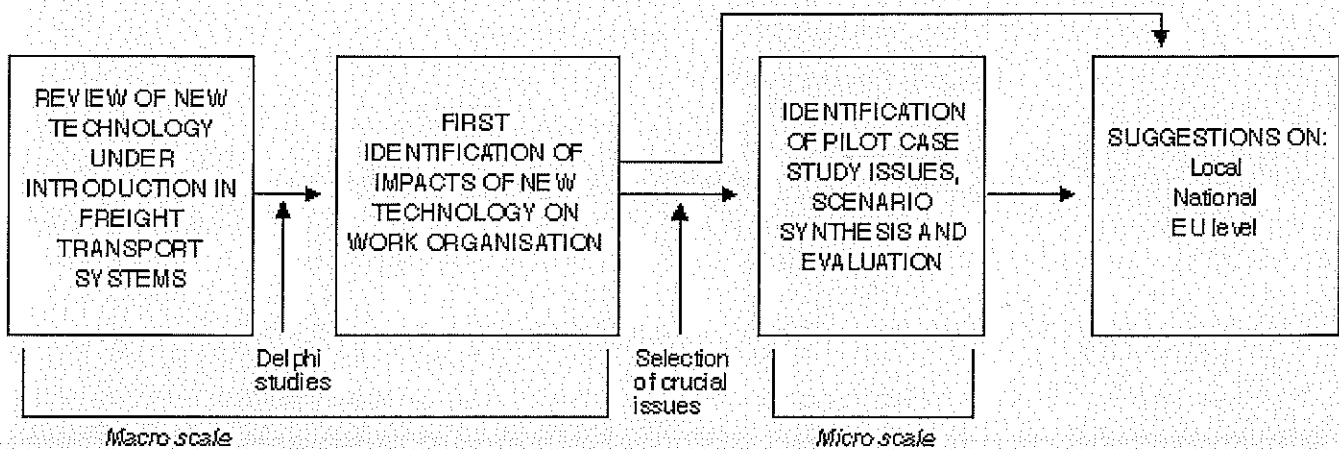 REVIEW OF NEW
TECHNOLOGY
UNDER
INTRODUCTION IN
FREIGHT
TRANSPORT
SYSTEMS
Delphi
studies
FIRST
IDENTIFICATION OF
IMPACTS OF NEW
TECHNOLOGY ON
WORK ORGANISATION
Selection
of crucial
issues
IDENTIFICATION
OF PILOT CASE
STUDY ISSUES,
SCENARIO
SYNTHESIS AND
EVALUATION
SUGGESTIONS ON:
Local
National
EU level
Macro scale
Micro scale